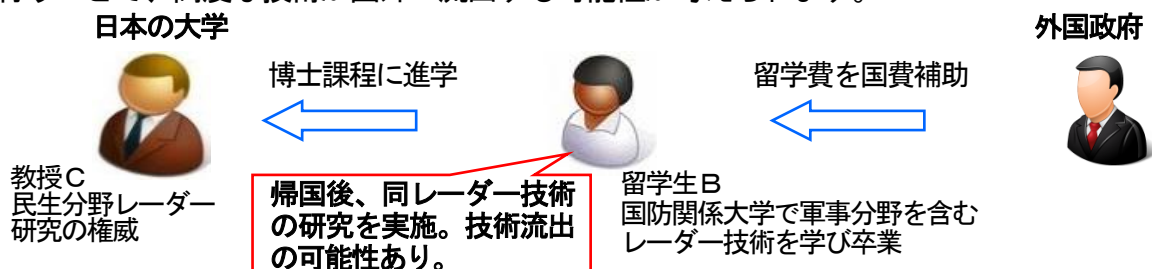 日本の大学
外国政府
博士課程に進学
留学費を国費補助
教授C
民生分野レーダー
研究の権威
帰国後、同レーダー技術
の研究を実施。技術流出
の可能性あり。
留学生B
国防関係大学で軍事分野を含む
レーダー技術を学び卒業